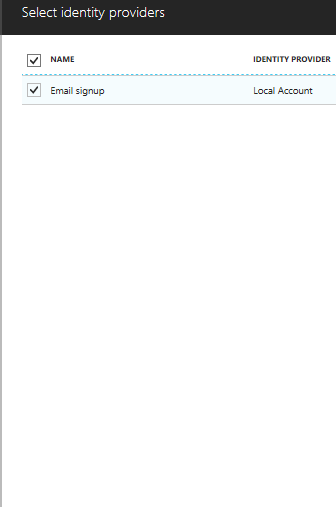 Select identity providers
NAME IDENTITY PROVIDER
Email signup Local Account